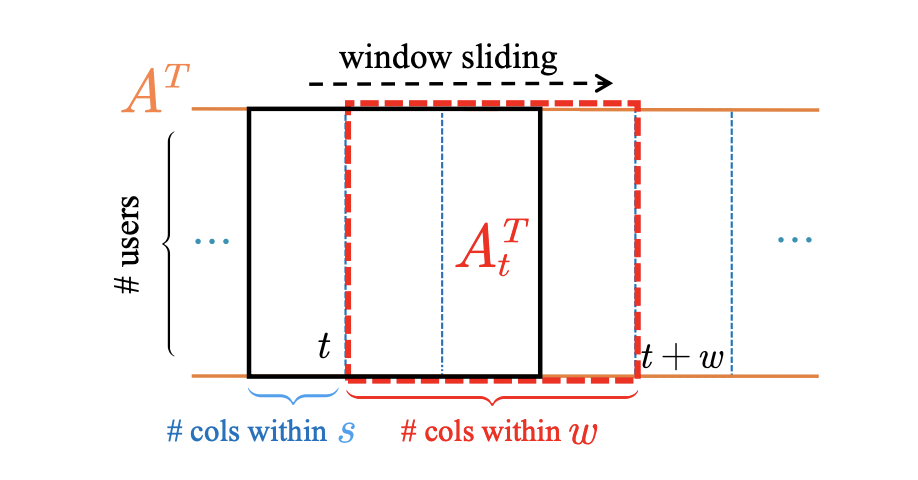 window sliding
A^T
# users
...
A_t^T
...
t
t + w
# cols within s
# cols within w